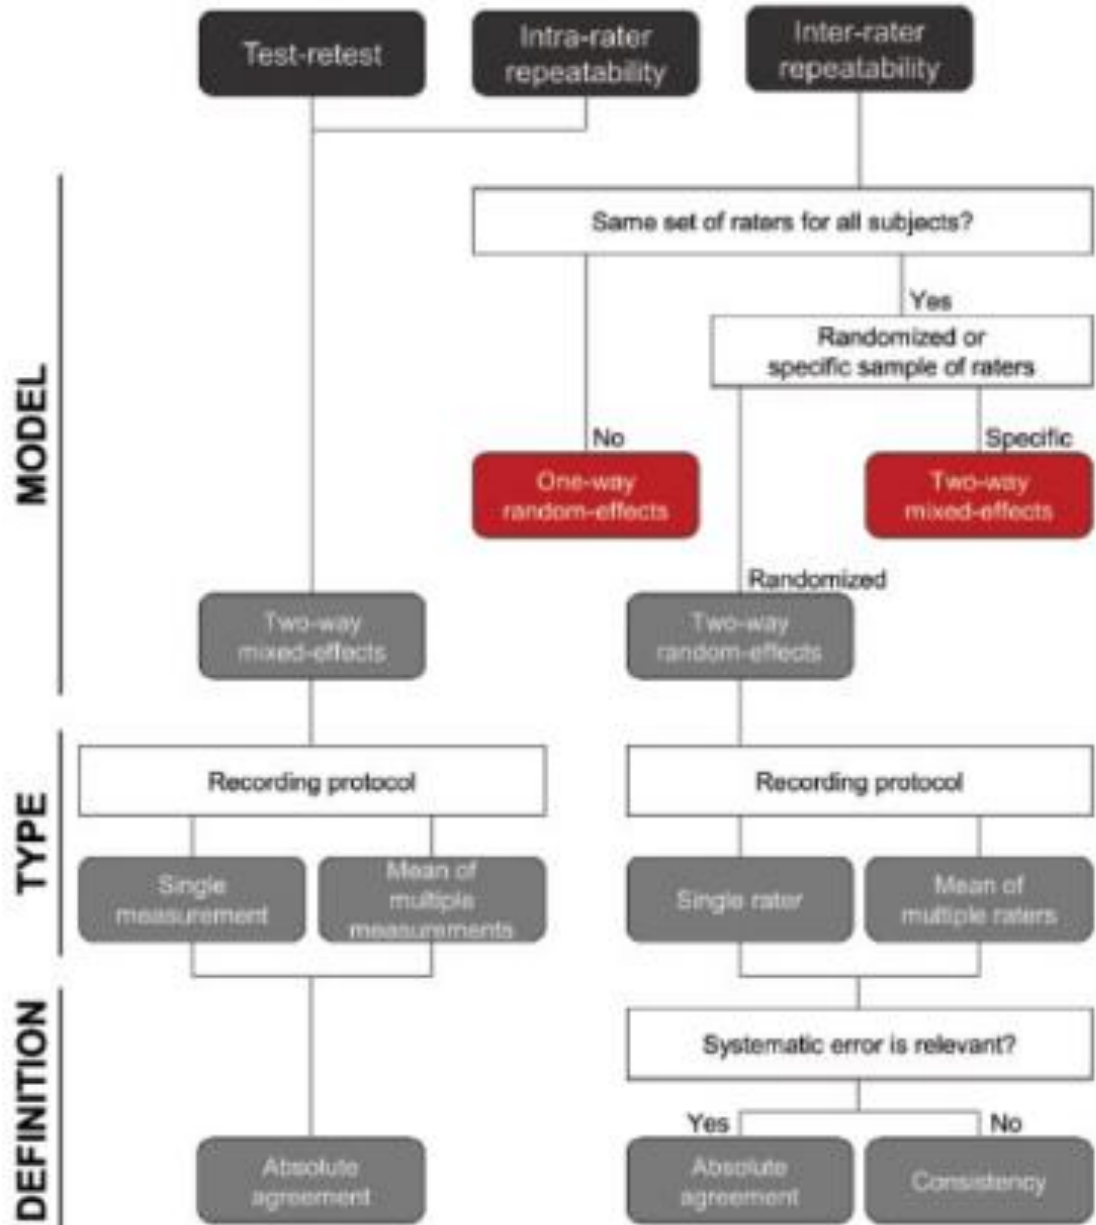 Test-retest
Intra-rater
repeatability
Inter-rater
repeatability
MODEL
Same set of raters for all subjects?
Yes
Randomized or
specific sample of raters
No
Specific
One-way
random-effects
Two-way
mixed-effects
Randomized
Two-way
mixed-effects
Two-way
random-effects
TYPE
Recording protocol
Recording protocol
Single
measurement
Mean of
multiple
measurements
Single rater
Mean of
multiple raters
DEFINITION
Systematic error is relevant?
Yes
No
Absolute
agreement
Absolute
agreement
Consistency